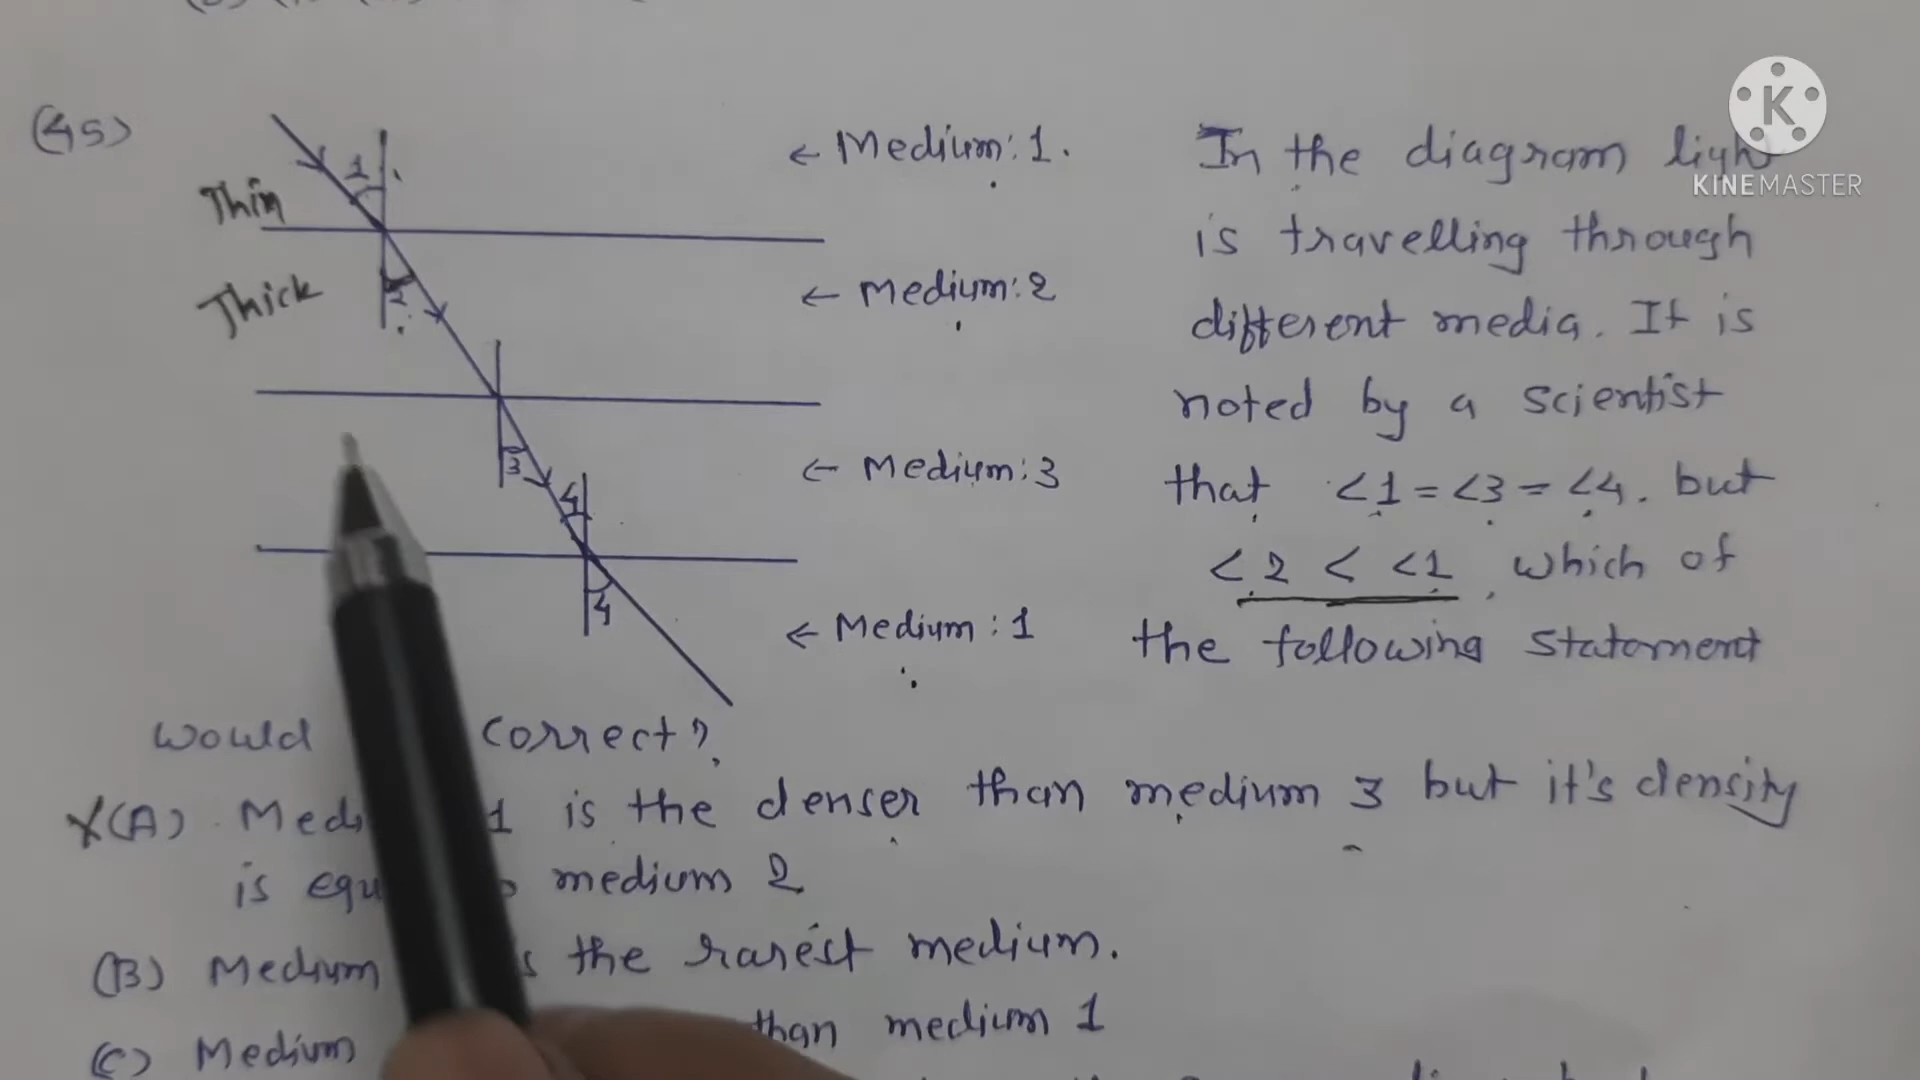 (45)
1
Thin
← Medium: 1.
Thick
2
← Medium: 2
3
← Medium: 3
4
4
← Medium: 1
In the diagram
is travelling through
different media. It is
noted by a scientist
that <1 = <3 = <4. but
<2 < <1, which of
the following statement
would correct?
X(A) 1 is the denser than medium 3 but it's density
is medium 2
(B) Medium the rarest medium.
(C) Medium than medium 1
K
KINEMASTER